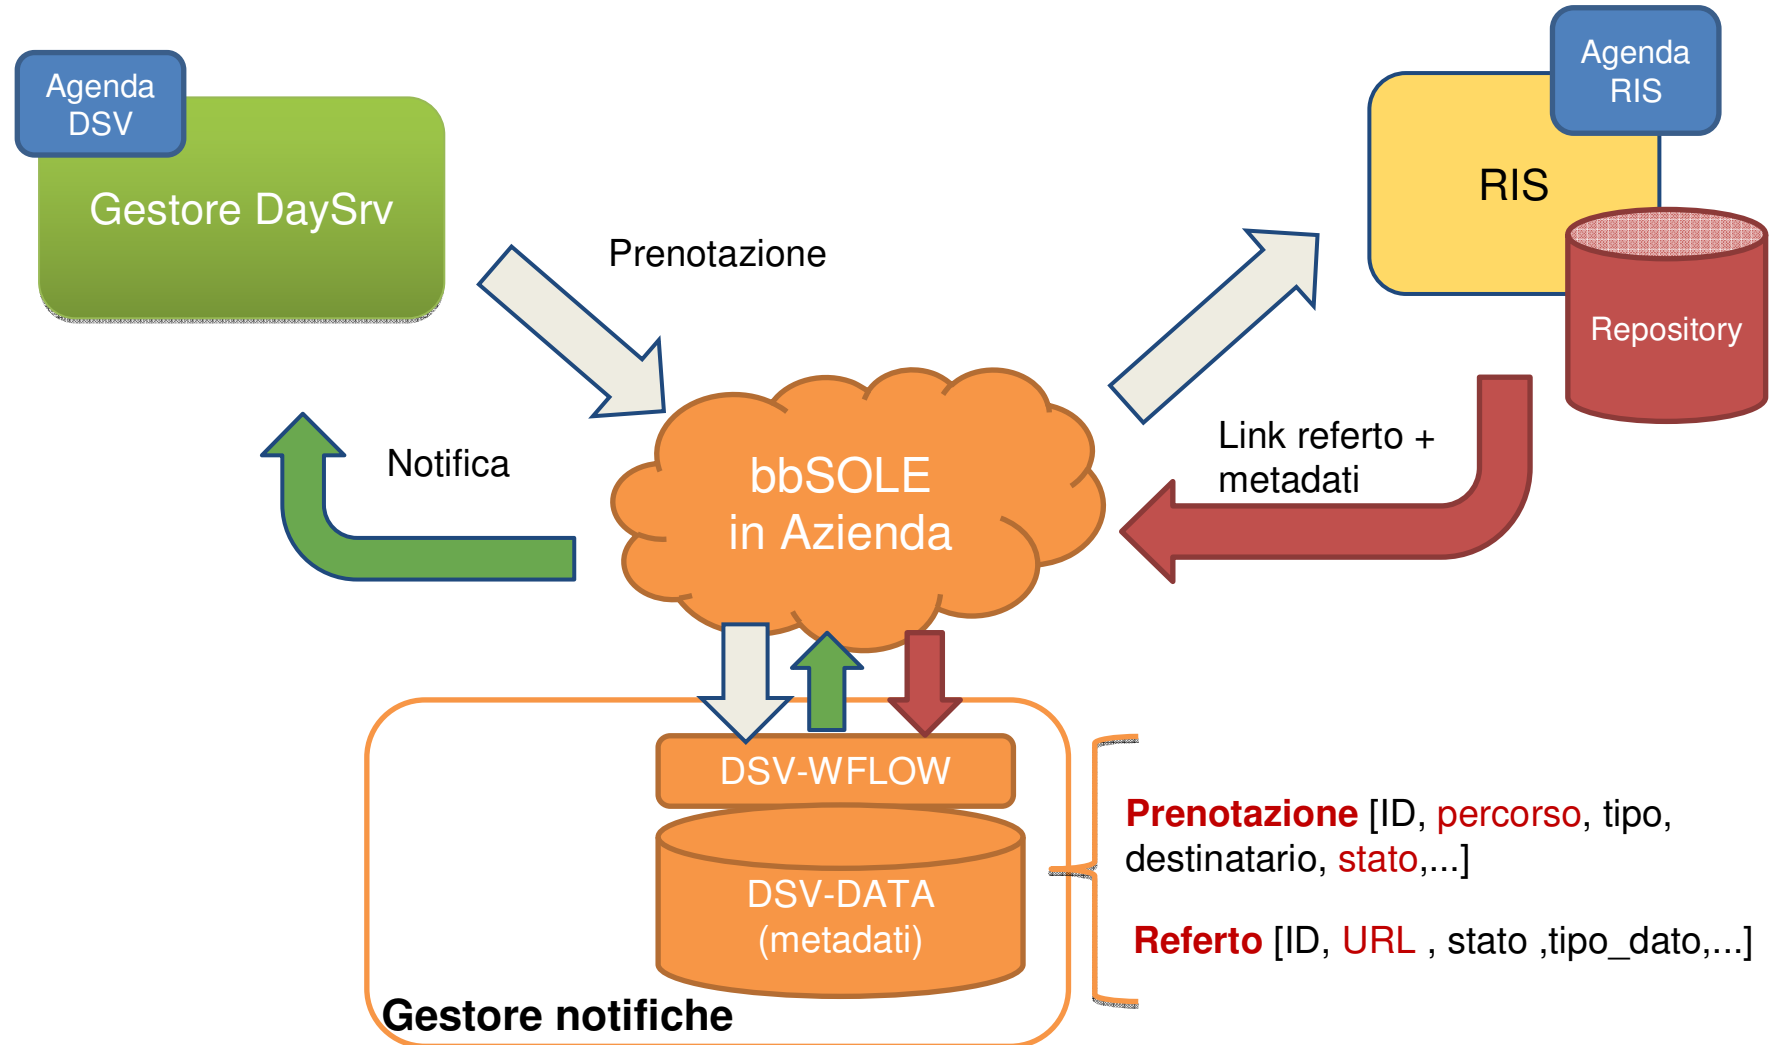 Agenda
DSV
Gestore DaySrv
Agenda
RIS
RIS
Repository
Prenotazione
Notifica
Link referto +
metadati
bbSOLE
in Azienda
DSV-WFLOW
DSV-DATA
(metadati)
Gestore notifiche
Prenotazione [ID, percorso, tipo,
destinatario, stato,...]
Referto [ID, URL , stato ,tipo_dato,...]